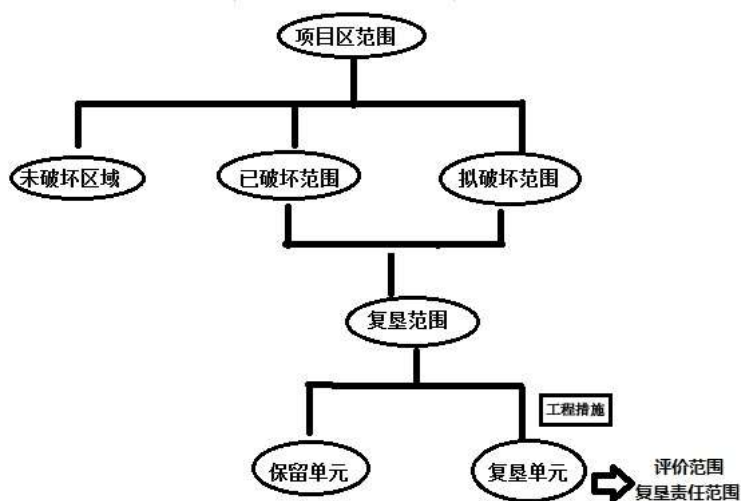 项目区范围
未破坏区域
已破坏范围
拟破坏范围
复垦范围
工程措施
保留单元
复垦单元
评价范围
复垦责任范围